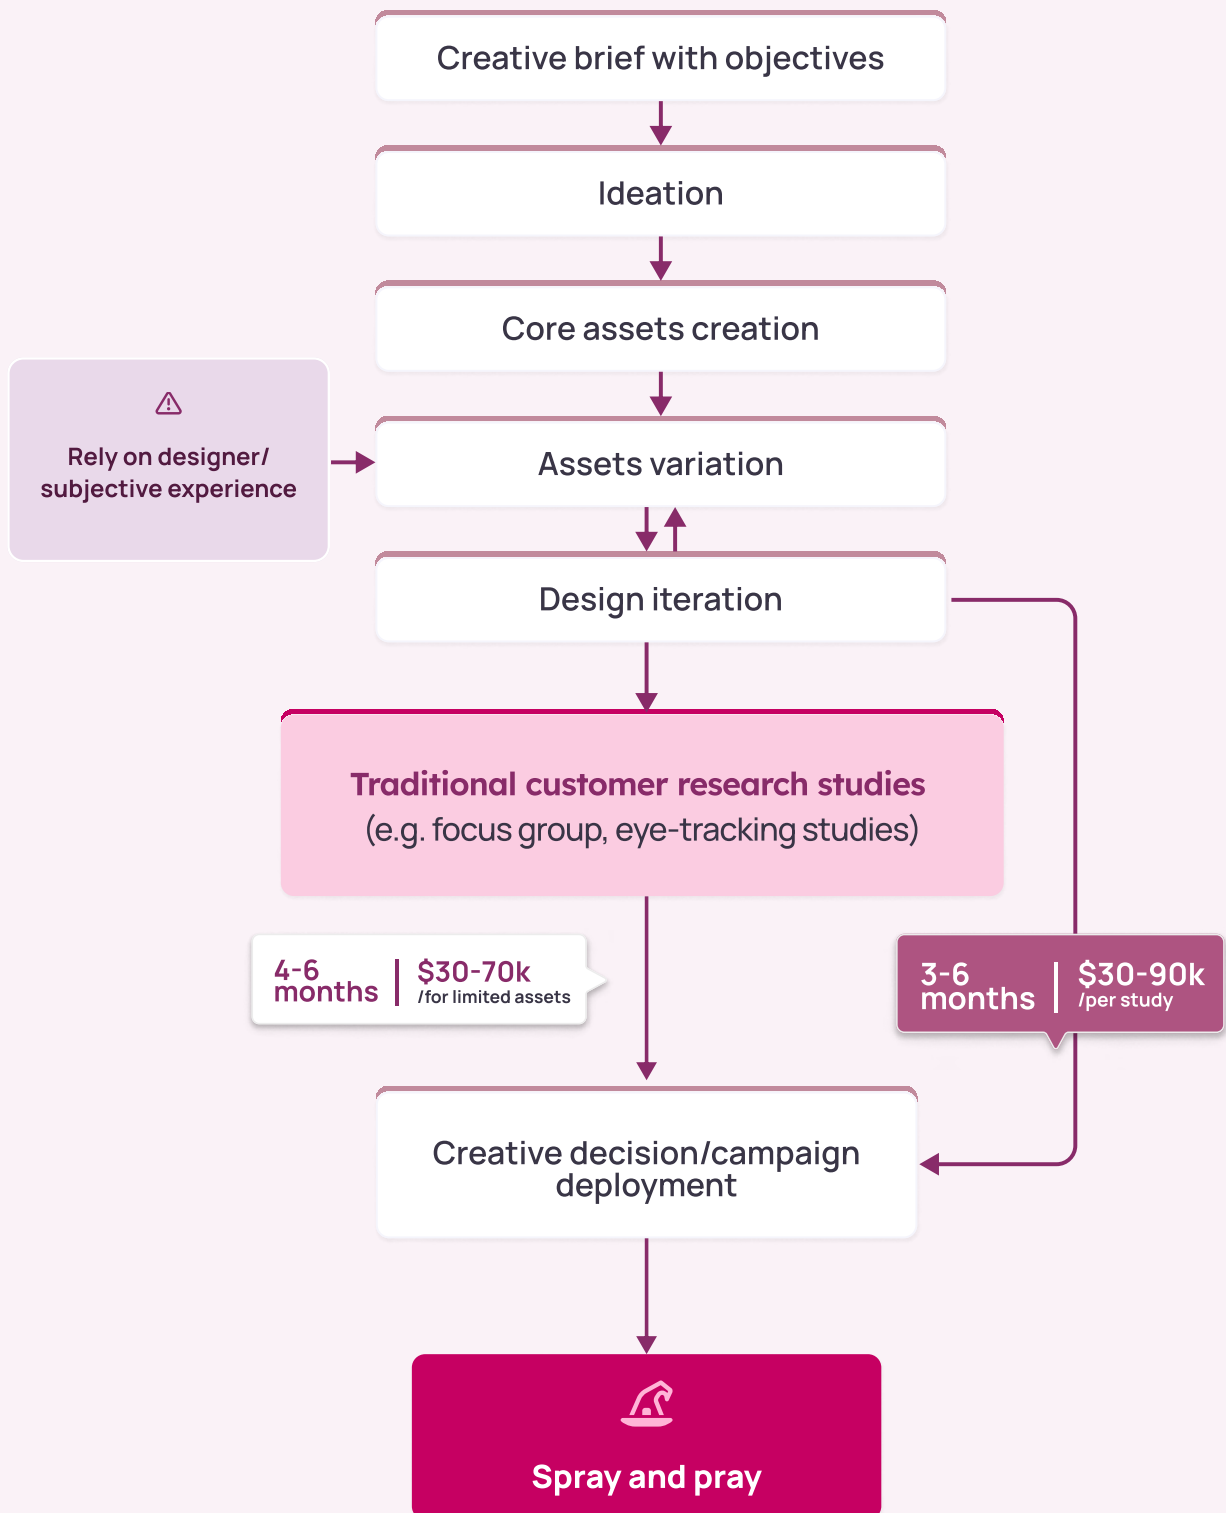 Creative brief with objectives
Ideation
Core assets creation
Rely on designer/
subjective experience
Assets variation
Design iteration
Traditional customer research studies
(e.g. focus group, eye-tracking studies)
4-6
months
$30-70k
/for limited assets
3-6
months
$30-90k
/per study
Creative decision/campaign
deployment
Spray and pray